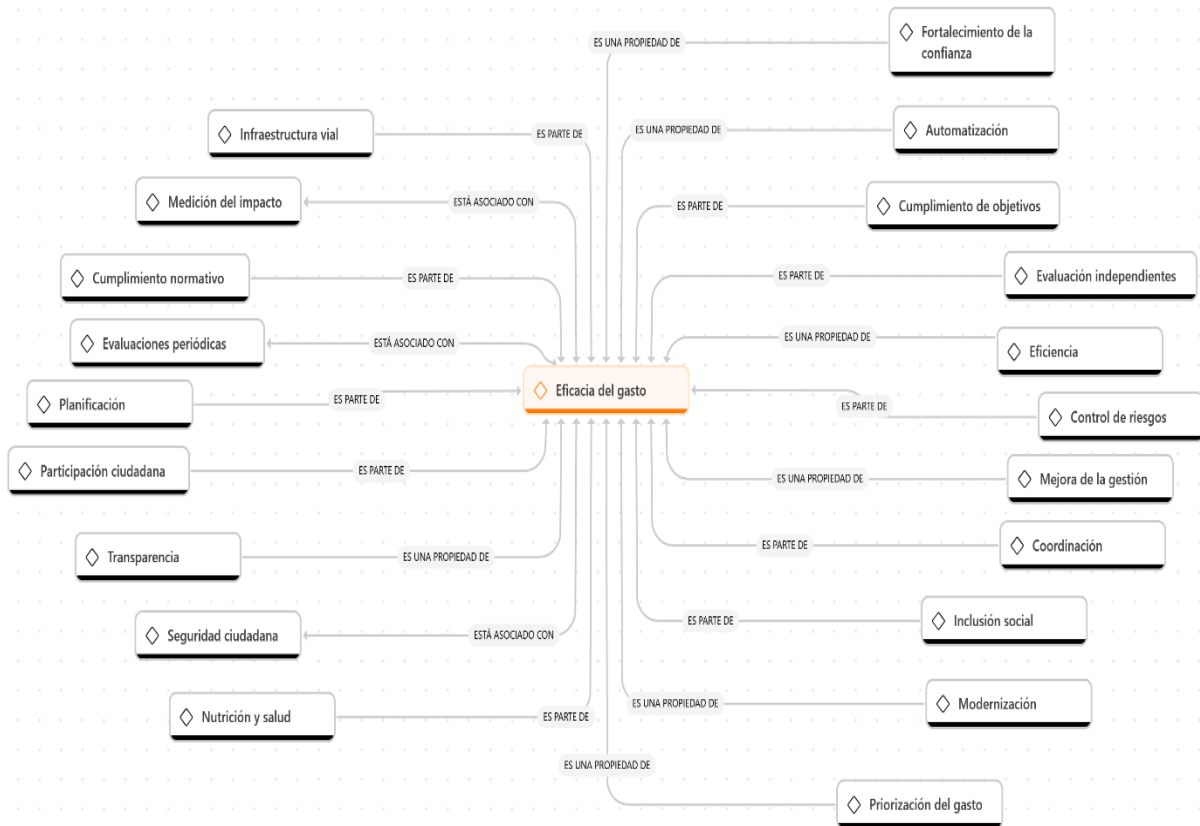 ES UNA PROPIEDAD DE
Fortalecimiento de la
confianza
Infraestructura vial
ES PARTE DE
ES UNA PROPIEDAD DE
Automatización
Medición del impacto
ESTÁ ASOCIADO CON
ES PARTE DE
Cumplimiento de objetivos
Cumplimiento normativo
ES PARTE DE
ES PARTE DE
Evaluación independientes
Evaluaciones periódicas
ESTÁ ASOCIADO CON
ES UNA PROPIEDAD DE
Eficiencia
Eficacia del gasto
Planificación
ES PARTE DE
ES PARTE DE
Control de riesgos
Participación ciudadana
ES PARTE DE
ES UNA PROPIEDAD DE
Mejora de la gestión
Transparencia
ES UNA PROPIEDAD DE
ES PARTE DE
Coordinación
Seguridad ciudadana
ESTÁ ASOCIADO CON
ES PARTE DE
Inclusión social
Nutrición y salud
ES PARTE DE
ES UNA PROPIEDAD DE
Modernización
ES UNA PROPIEDAD DE
Priorización del gasto